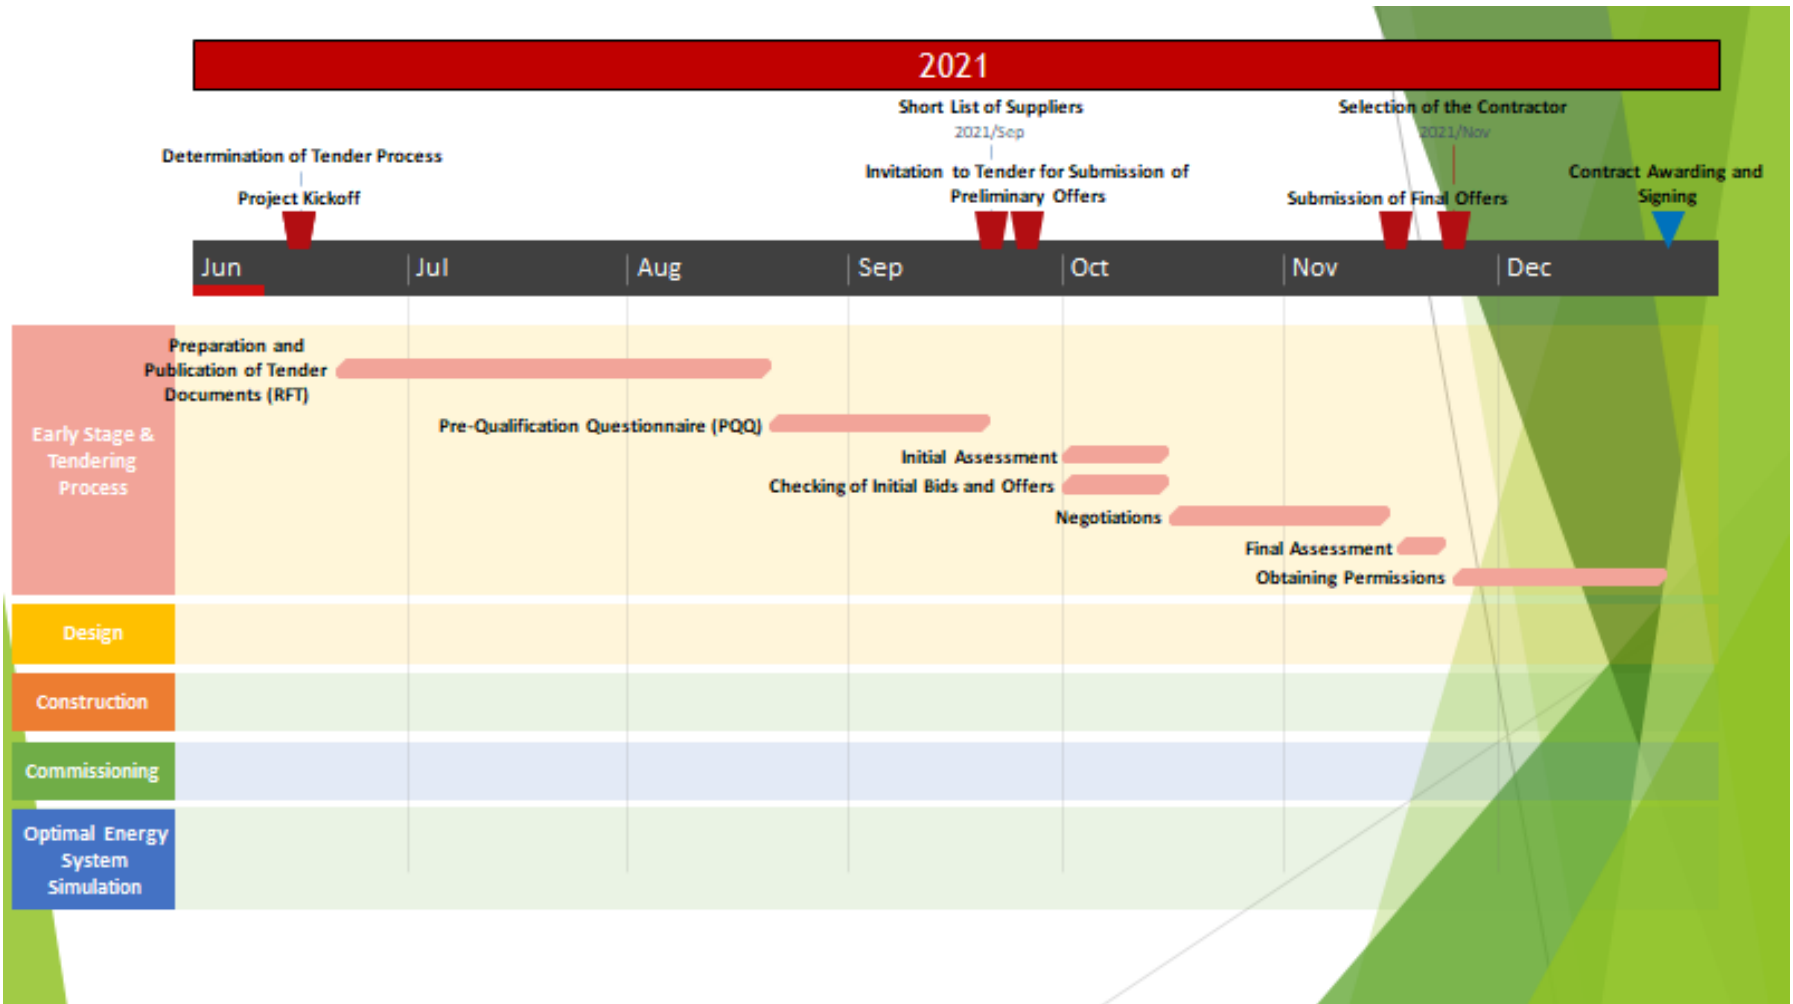 2021
Short List of Suppliers
2021/Sep
Selection of the Contractor
2021/Nov
Determination of Tender Process
Project Kickoff
Invitation to Tender for Submission of
Preliminary Offers
Submission of Final Offers
Contract Awarding and
Signing
Jun
Jul
Aug
Sep
Oct
Nov
Dec
Early Stage &
Tendering
Process
Preparation and
Publication of Tender
Documents (RFT)
Pre-Qualification Questionnaire (PQQ)
Initial Assessment
Checking of Initial Bids and Offers
Negotiations
Final Assessment
Obtaining Permissions
Design
Construction
Commissioning
Optimal Energy
System
Simulation